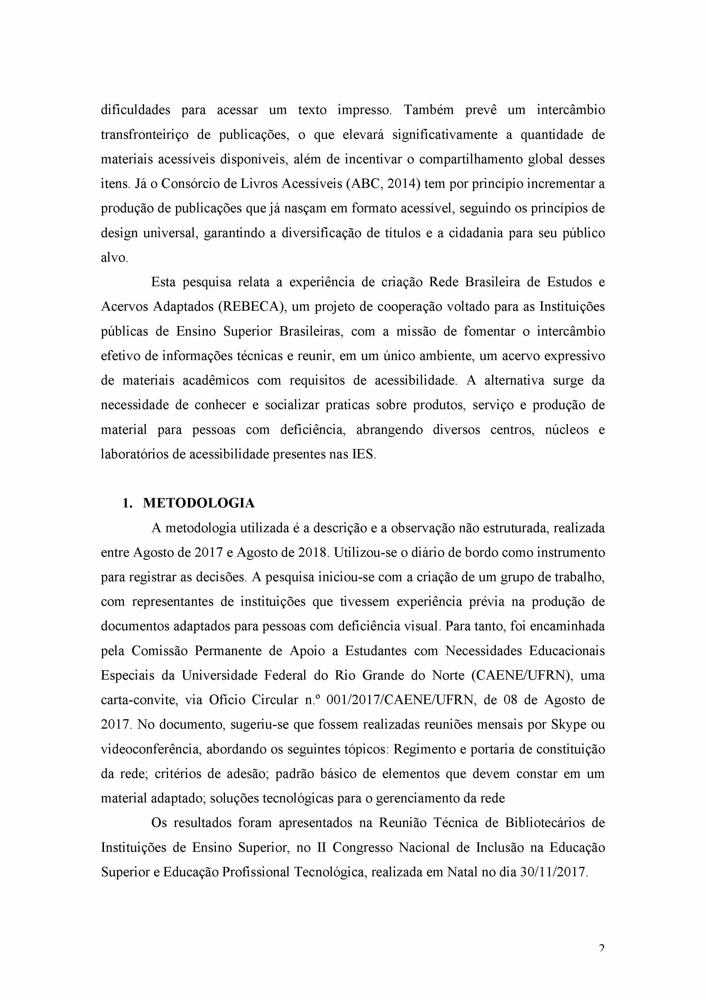 dificuldades para acessar um texto impresso. Também prevê um intercâmbio
transfronteiriço de publicações, o que elevará significativamente a quantidade de
materiais acessíveis disponíveis, além de incentivar o compartilhamento global desses
itens. Já o Consórcio de Livros Acessíveis (ABC, 2014) tem por princípio incrementar a
produção de publicações que já nasçam em formato acessível, seguindo os princípios de
design universal, garantindo a diversificação de títulos e a cidadania para seu público
alvo.
Esta pesquisa relata a experiência de criação Rede Brasileira de Estudos e
Acervos Adaptados (REBECA), um projeto de cooperação voltado para as Instituições
públicas de Ensino Superior Brasileiras, com a missão de fomentar o intercâmbio
efetivo de informações técnicas e reunir, em um único ambiente, um acervo expressivo
de materiais acadêmicos com requisitos de acessibilidade. A alternativa surge da
necessidade de conhecer e socializar praticas sobre produtos, serviço e produção de
material para pessoas com deficiência, abrangendo diversos centros, núcleos e
laboratórios de acessibilidade presentes nas IES.
1. METODOLOGIA
A metodologia utilizada é a descrição e a observação não estruturada, realizada
entre Agosto de 2017 e Agosto de 2018. Utilizou-se o diário de bordo como instrumento
para registrar as decisões. A pesquisa iniciou-se com a criação de um grupo de trabalho,
com representantes de instituições que tivessem experiência prévia na produção de
documentos adaptados para pessoas com deficiência visual. Para tanto, foi encaminhada
pela Comissão Permanente de Apoio a Estudantes com Necessidades Educacionais
Especiais da Universidade Federal do Rio Grande do Norte (CAENE/UFRN), uma
carta-convite, via Ofício Circular n.º 001/2017/CAENE/UFRN, de 08 de Agosto de
2017. No documento, sugeriu-se que fossem realizadas reuniões mensais por Skype ou
videoconferência, abordando os seguintes tópicos: Regimento e portaria de constituição
da rede; critérios de adesão; padrão básico de elementos que devem constar em um
material adaptado; soluções tecnológicas para o gerenciamento da rede
Os resultados foram apresentados na Reunião Técnica de Bibliotecários de
Instituições de Ensino Superior, no II Congresso Nacional de Inclusão na Educação
Superior e Educação Profissional Tecnológica, realizada em Natal no dia 30/11/2017.
2